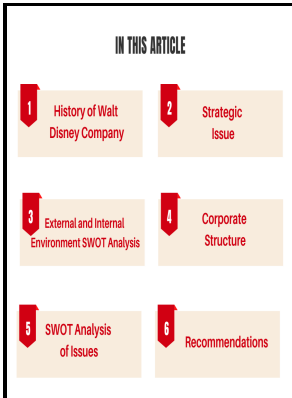 IN THIS ARTICLE
1
History of Walt
Disney Company
2
Strategic
Issue
3
External and Internal
Environment SWOT Analysis
4
Corporate
Structure
5
SWOT Analysis
of Issues
6
Recommendations